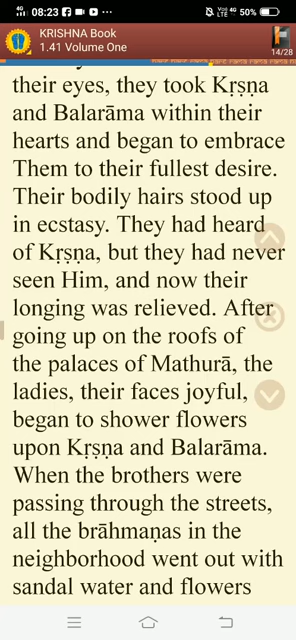 4G 08:23 Vo) 4G LTE 50%
KRISHNA Book
1.41 Volume One
14/28
their eyes, they took Kṛṣṇa
and Balarāma within their
hearts and began to embrace
Them to their fullest desire.
Their bodily hairs stood up
in ecstasy. They had heard
of Kṛṣṇa, but they had never
seen Him, and now their
longing was relieved. After
going up on the roofs of
the palaces of Mathurā, the
ladies, their faces joyful,
began to shower flowers
upon Kṛṣṇa and Balarāma.
When the brothers were
passing through the streets,
all the brāhmaṇas in the
neighborhood went out with
sandal water and flowers